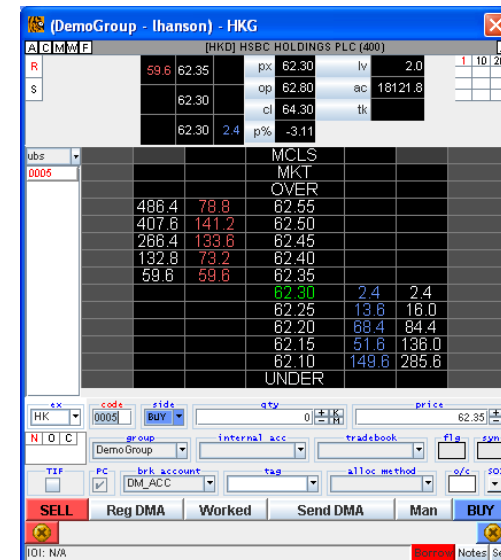 (DemoGroup - lhanson) - HKG
A C M W F [HKD] HSBC HOLDINGS PLC (400)
R 59.6 62.35 px 62.30 lv 2.0 1 10
S 62.30 op 62.80 ac 18121.8
cl 64.30 tk
62.30 2.4 p% -3.11
ubs MCLS
0005 MKT
OVER
486.4 78.8 62.55
407.6 141.2 62.50
266.4 133.6 62.45
132.8 73.2 62.40
59.6 59.6 62.35
62.30 2.4 2.4
62.25 13.6 16.0
62.20 68.4 84.4
62.15 51.6 136.0
62.10 149.6 285.6
UNDER
ex code side qty price
HK 0005 BUY 0 + K - M 62.35 +
N O C group internal acc tradebook flg syn
DemoGroup
TIF PC brk account tag alloc method o/c
DM_ACC
SELL Reg DMA Worked Send DMA Man BUY
IOI: N/A Borrow Notes